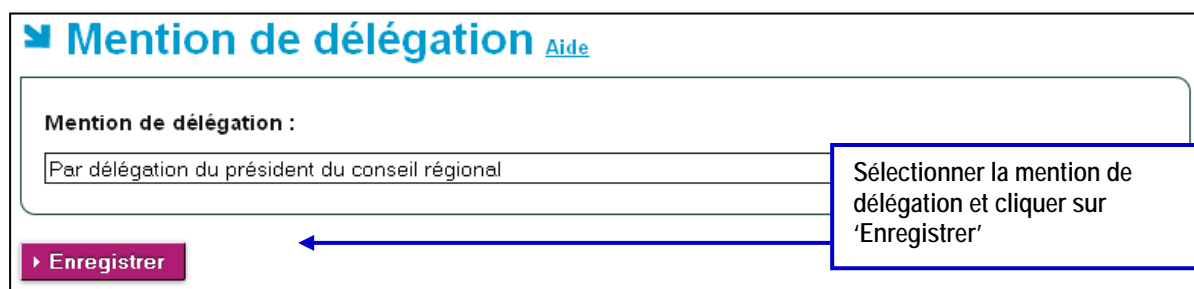 Mention de délégation Aide
Mention de délégation :
Par délégation du président du conseil régional
Sélectionner la mention de
délégation et cliquer sur
‘Enregistrer’
Enregistrer